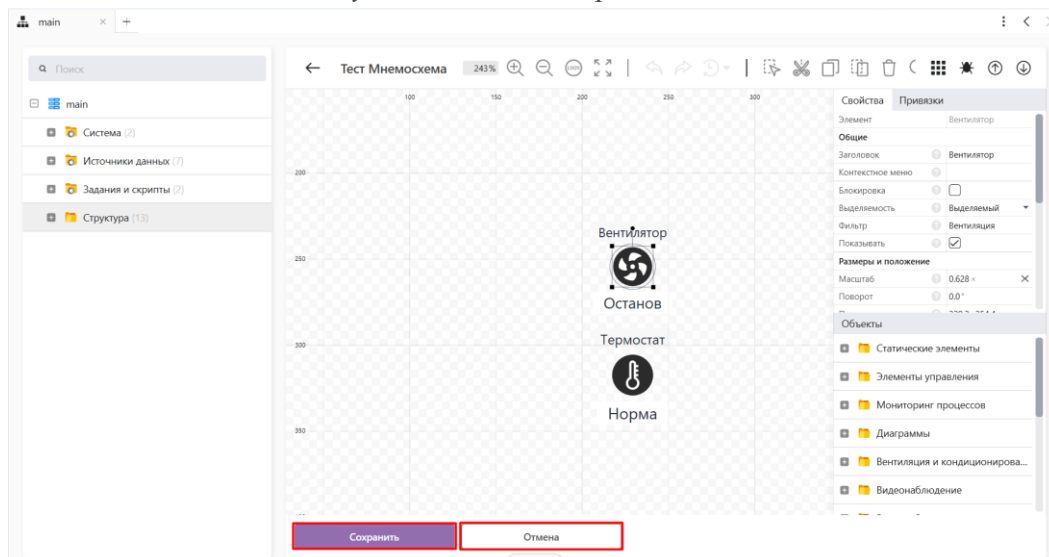 main × +
Поиск
main
Система (2)
Источники данных (7)
Задания и скрипты (2)
Структура (13)
Тест Мнемосхема 243% 100%
100 150 200 250 300
200
250
300
350
Вентилятор
Останов
Термостат
Норма
Сохранить Отмена
Свойства Привязки
Элемент Вентилятор
Общие
Заголовок Вентилятор
Контекстное меню
Блокировка
Выделяемость Выделяемый
Фильтр Вентиляция
Показывать
Размеры и положение
Масштаб 0.628 ×
Поворот 0.0 °
Объекты
Статические элементы
Элементы управления
Мониторинг процессов
Диаграммы
Вентиляция и кондиционирова...
Видеонаблюдение